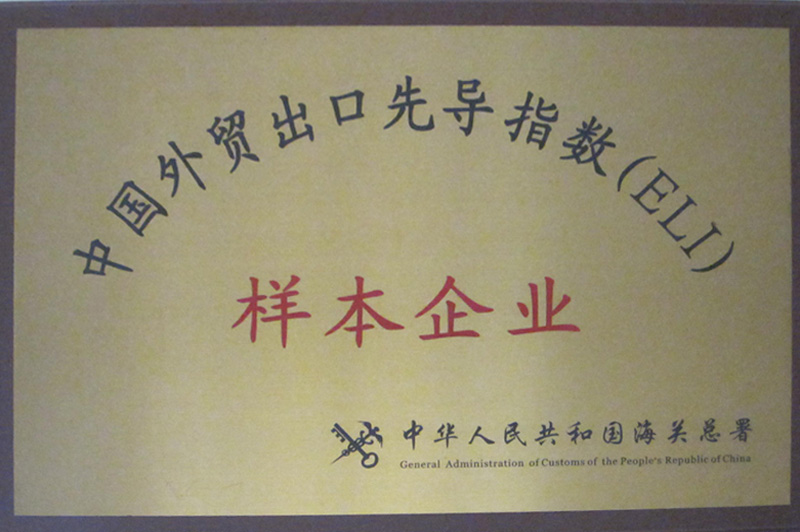 中国外贸出口先导指数(ELI)
样本企业
中华人民共和国海关总署
General Administration of Customs of the People's Republic of China